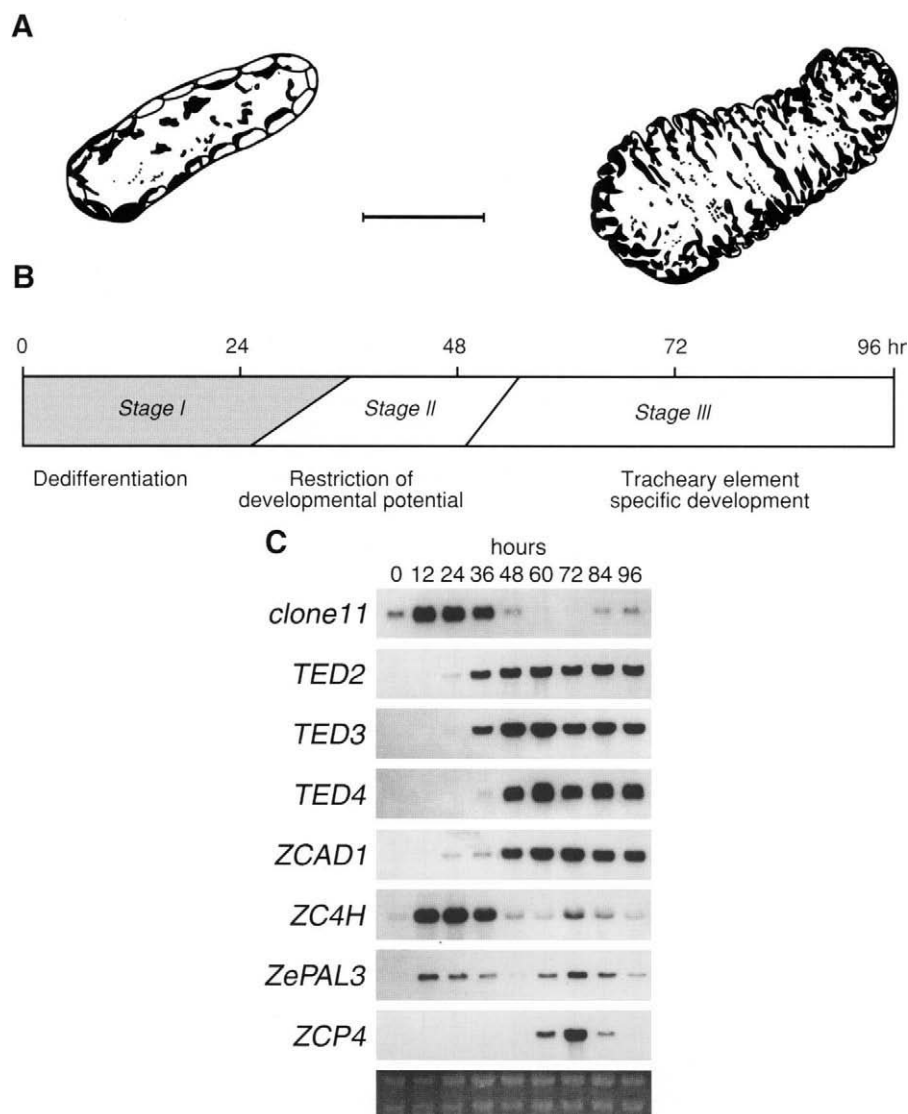 A
B
0 24 48 72 96 hr
Stage I Stage II Stage III
Dedifferentiation Restriction of Tracheary element
developmental potential specific development
C hours
0 12 24 36 48 60 72 84 96
clone11
TED2
TED3
TED4
ZCAD1
ZC4H
ZePAL3
ZCP4